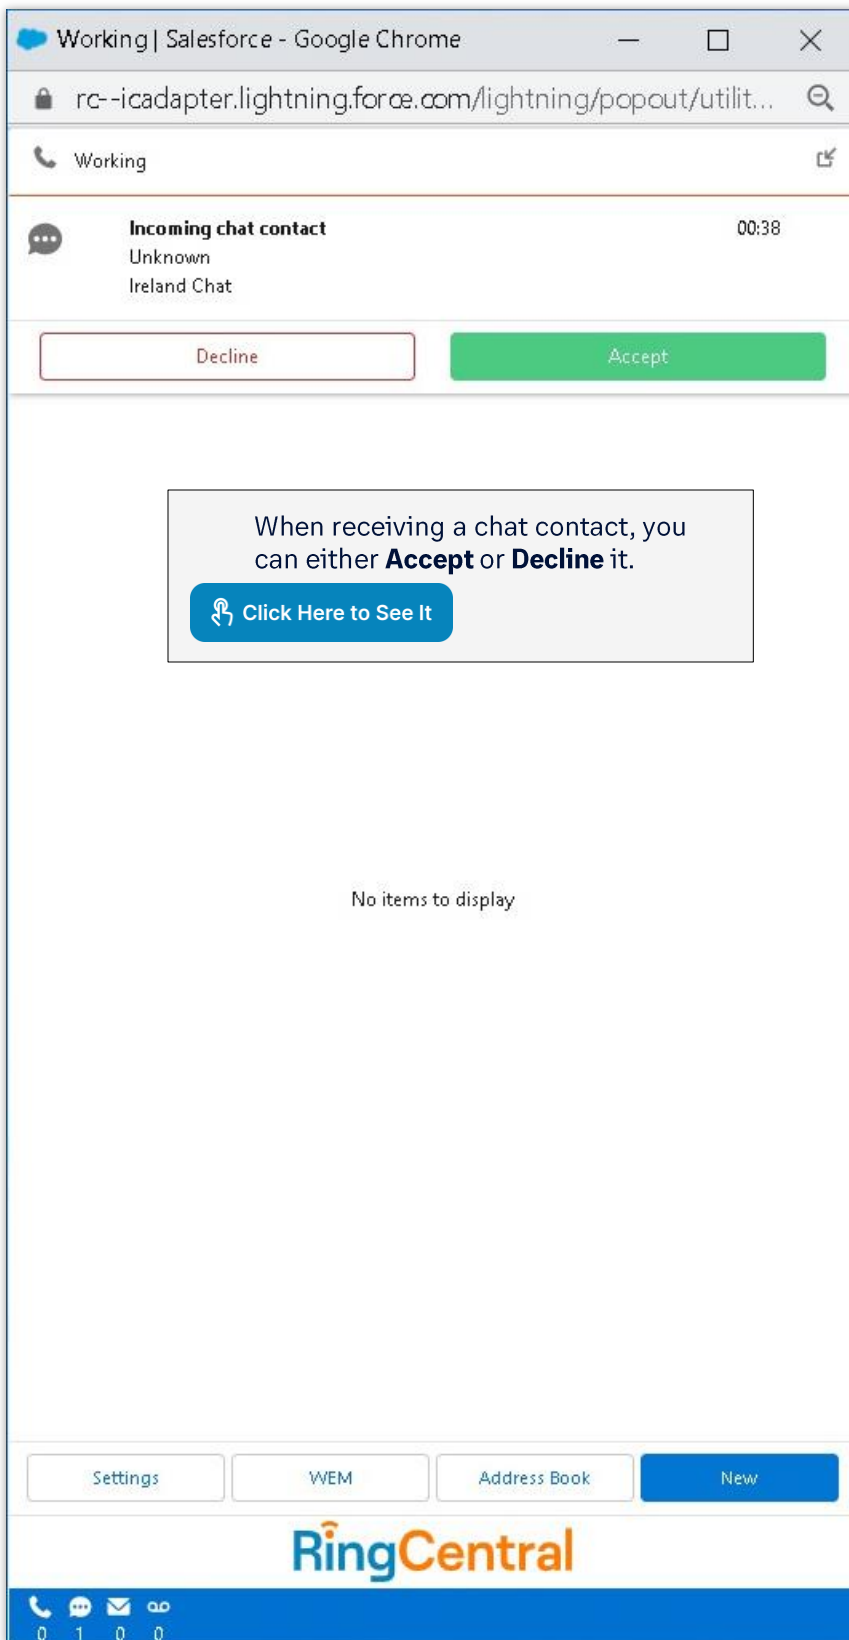 Working | Salesforce - Google Chrome
rc--icadapter.lightning.force.com/lightning/popout/utilit...
Working
Incoming chat contact 00:38
Unknown
Ireland Chat
Decline Accept
When receiving a chat contact, you
can either Accept or Decline it.
Click Here to See It
No items to display
Settings WEM Address Book New
RingCentral
0 1 0 0